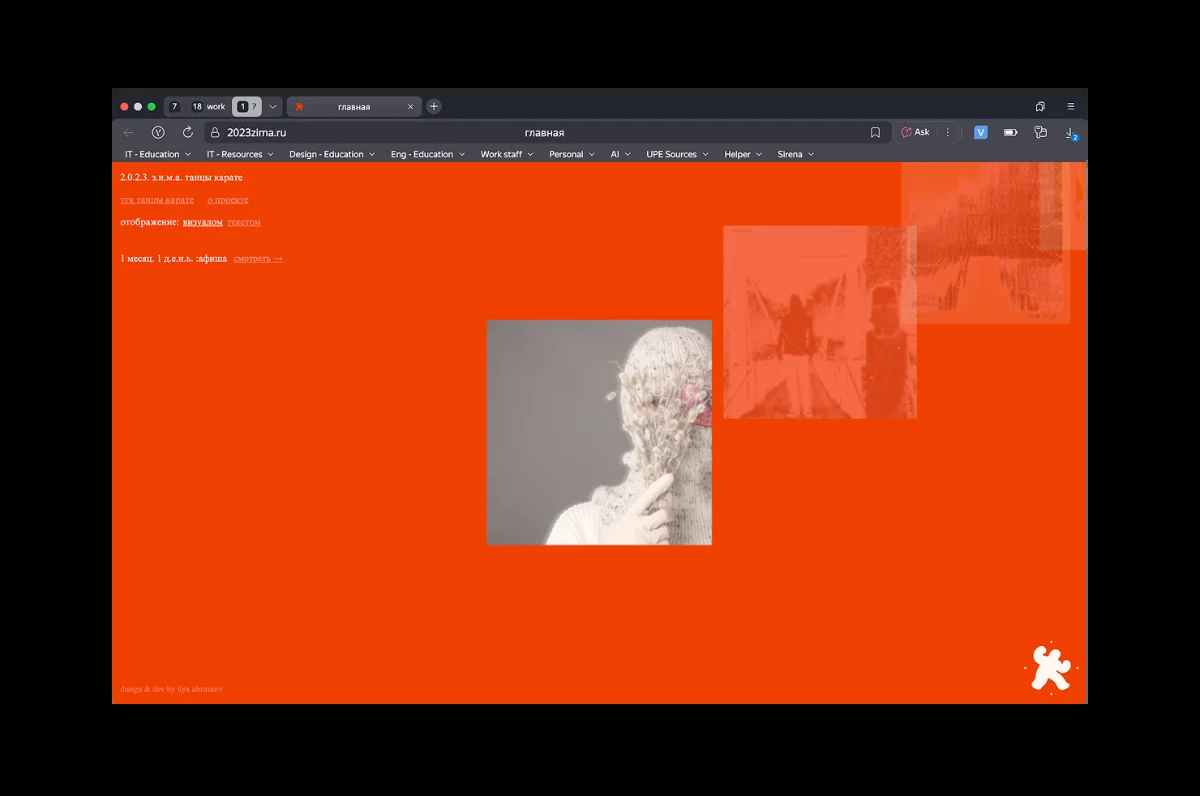 7 18 work 1 ? главная
2023zima.ru главная Ask V 2
IT - Education IT - Resources Design - Education Eng - Education Work staff Personal AI UPE Sources Helper Sirena
2.0.2.3. з.и.м.а. танцы карате
тгк танцы карате о проекте
отображение: визуалом текстом
1 месяц, 1 д.е.н.ь. :афиша смотреть →
design & dev by ilya abramov